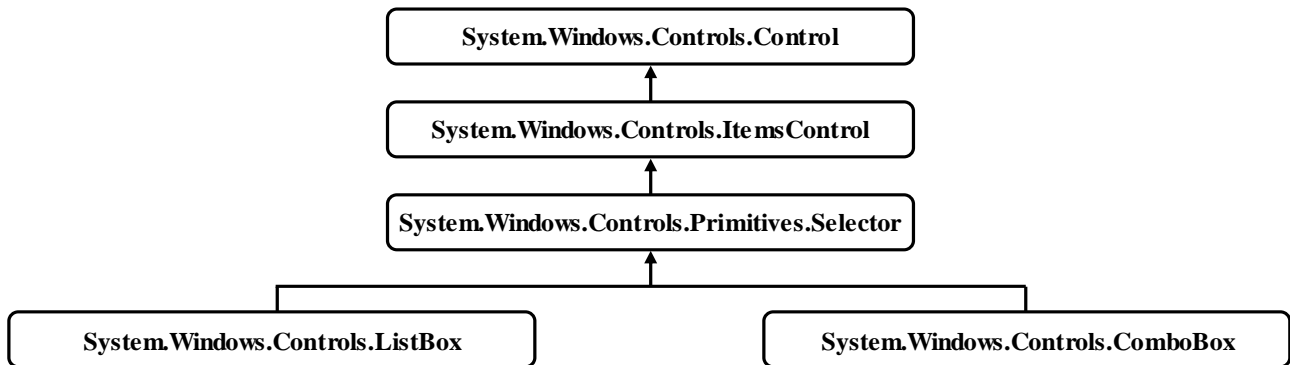 System.Windows.Controls.Control
System.Windows.Controls.ItemsControl
System.Windows.Controls.Primitives.Selector
System.Windows.Controls.ListBox
System.Windows.Controls.ComboBox